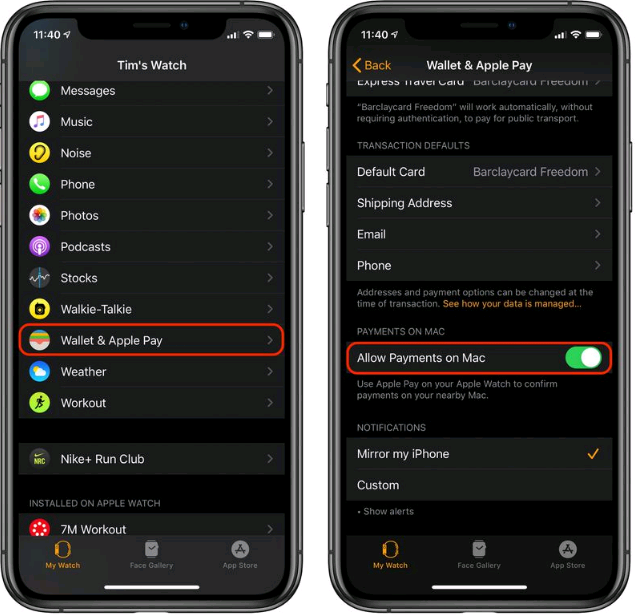 11:40
Tim's Watch
Messages
Music
Noise
Phone
Photos
Podcasts
Stocks
Walkie-Talkie
Wallet & Apple Pay
Weather
Workout
NRC
Nike+ Run Club
INSTALLED ON APPLE WATCH
7M Workout
My Watch
Face Gallery
App Store
11:40
Back
Wallet & Apple Pay
Express Travel Card Barclaycard Freedom
"Barclaycard Freedom" will work automatically, without
requiring authentication, to pay for public transport.
TRANSACTION DEFAULTS
Default Card Barclaycard Freedom
Shipping Address
Email
Phone
Addresses and payment options can be changed at the
time of transaction. See how your data is managed...
PAYMENTS ON MAC
Allow Payments on Mac
Use Apple Pay on your Apple Watch to confirm
payments on your nearby Mac.
NOTIFICATIONS
Mirror my iPhone
Custom
• Show alerts
My Watch
Face Gallery
App Store